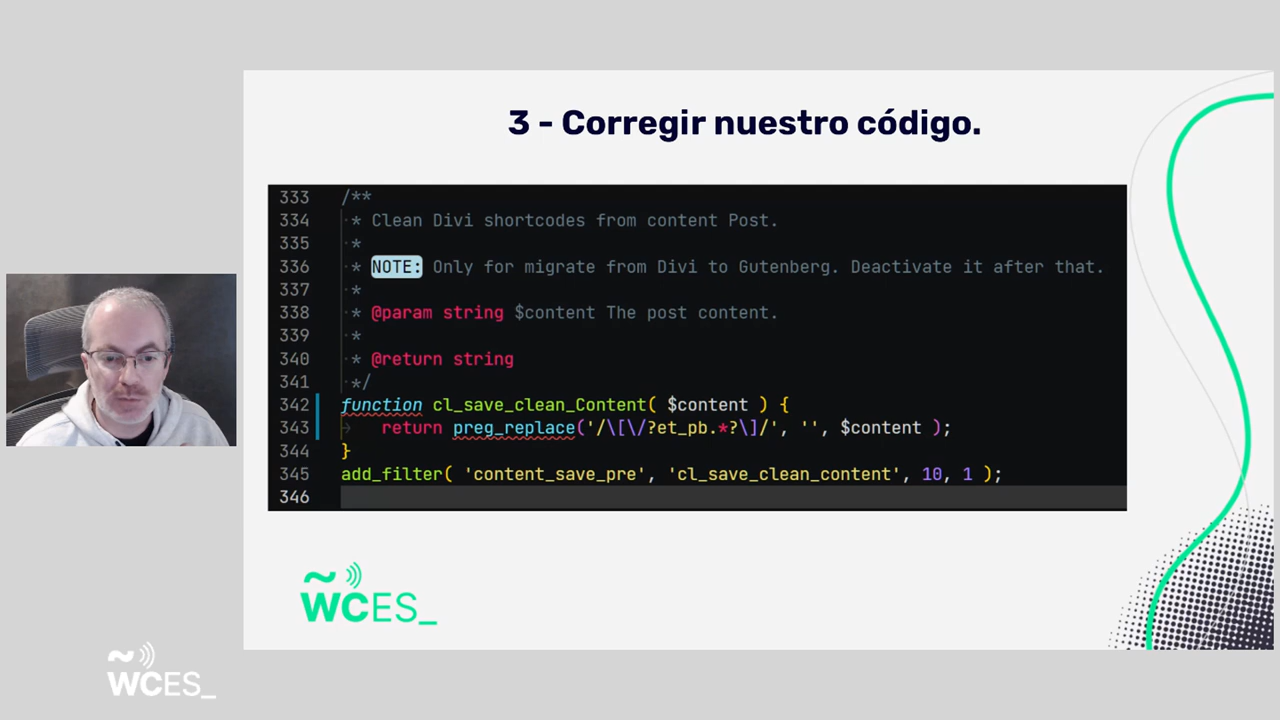 3 - Corregir nuestro código.
333 /**
334 * Clean Divi shortcodes from content Post.
335 *
336 * NOTE: Only for migrate from Divi to Gutenberg. Deactivate it after that.
337 *
338 * @param string $content The post content.
339 *
340 * @return string
341 */
342 function cl_save_clean_Content( $content ) {
343 return preg_replace('/\[\/?et_pb.*?\]/', '', $content );
344 }
345 add_filter( 'content_save_pre', 'cl_save_clean_content', 10, 1 );
346
~ WCES_
~ WCES_